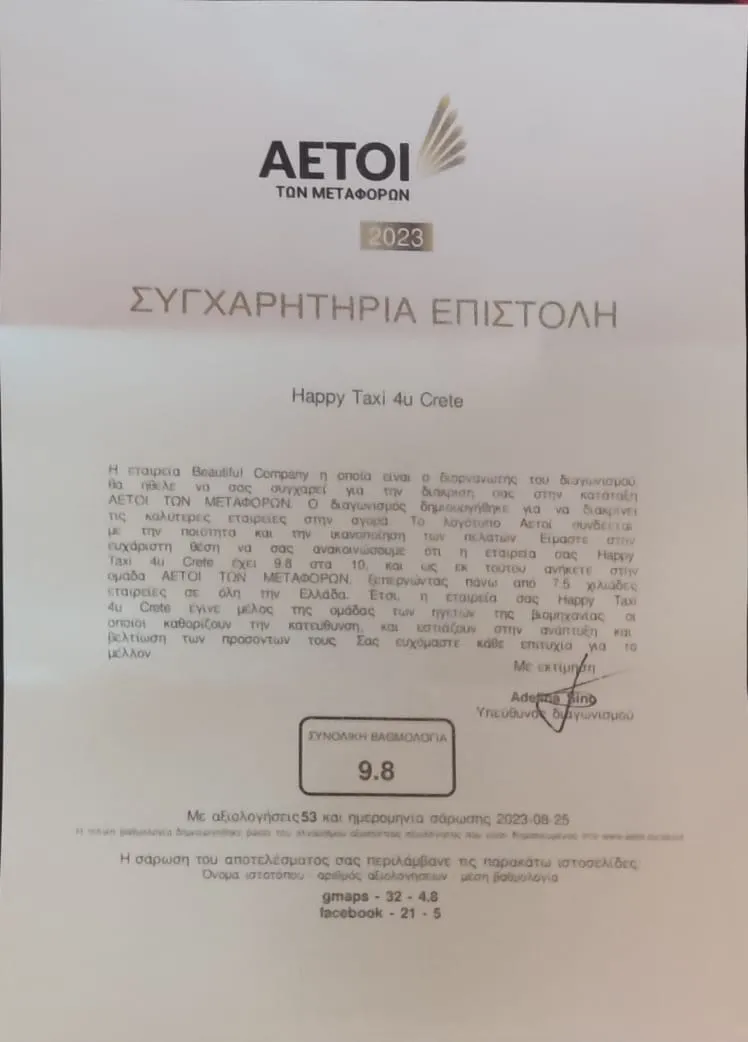 ΑΕΤΟΙ
ΤΩΝ ΜΕΤΑΦΟΡΩΝ
2023
ΣΥΓΧΑΡΗΤΗΡΙΑ ΕΠΙΣΤΟΛΗ
Happy Taxi 4u Crete
Η εταιρεία Beautiful Company η οποία είναι ο διοργανωτής του διαγωνισμού
θα ήθελε να σας συγχαρεί για την διάκριση σας στην κατάταξη
ΑΕΤΟΙ ΤΩΝ ΜΕΤΑΦΟΡΩΝ. Ο διαγωνισμός δημιουργήθηκε για να διακρίνει
τις καλύτερες εταιρείες στην αγορά. Το λογότυπο Αετοί συνδέεται
με την ποιότητα και την ικανοποίηση των πελατών. Είμαστε στην
ευχάριστη θέση να σας ανακοινώσουμε ότι η εταιρεία σας Happy
Taxi 4u Crete έχει 9.8 στα 10, και ως εκ τούτου ανήκετε στην
ομάδα ΑΕΤΟΙ ΤΩΝ ΜΕΤΑΦΟΡΩΝ, ξεπερνώντας πάνω από 7.5 χιλιάδες
εταιρείες σε όλη την Ελλάδα. Έτσι, η εταιρεία σας Happy Taxi
4u Crete έγινε μέλος της ομάδας των ηγετών της βιομηχανίας οι
οποίοι καθορίζουν την κατεύθυνση, και εστιάζουν στην ανάπτυξη και
βελτίωση των προσόντων τους. Σας ευχόμαστε κάθε επιτυχία για το
μέλλον.
Με εκτίμηση
Υπεύθυνος διαγωνισμού
ΣΥΝΟΛΙΚΗ ΒΑΘΜΟΛΟΓΙΑ
9.8
Με αξιολογήσεις 53 και ημερομηνία σάρωσης 2023-08-25
Η σάρωση του αποτελέσματος σας περιλάμβανε τις παρακάτω ιστοσελίδες:
Όνομα ιστοτόπου - αριθμός αξιολογήσεων - μέση βαθμολογία
gmaps - 32 - 4.8
facebook - 21 - 5